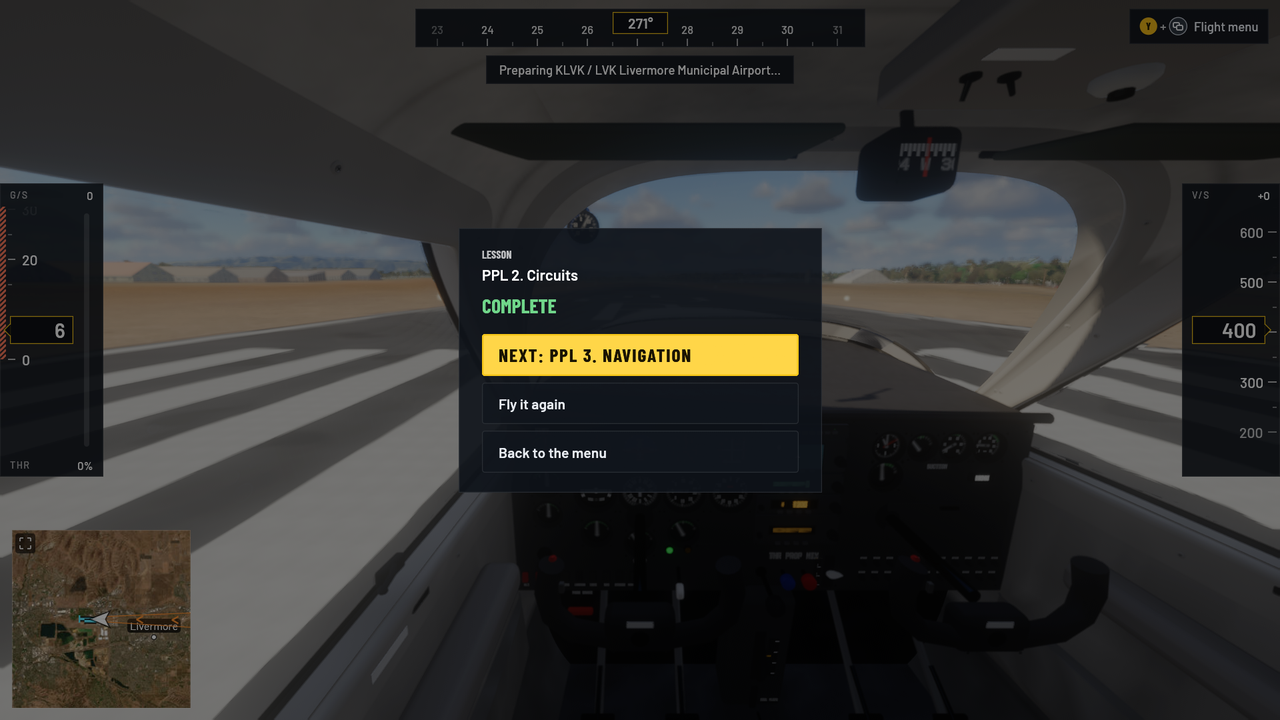 23 24 25 26 271° 28 29 30 31
Y + Flight menu
Preparing KLVK / LVK Livermore Municipal Airport...
G/S 0
30
20
6
0
THR 0%
V/S +0
600
500
400
300
200
LESSON
PPL 2. Circuits
COMPLETE
NEXT: PPL 3. NAVIGATION
Fly it again
Back to the menu
Livermore